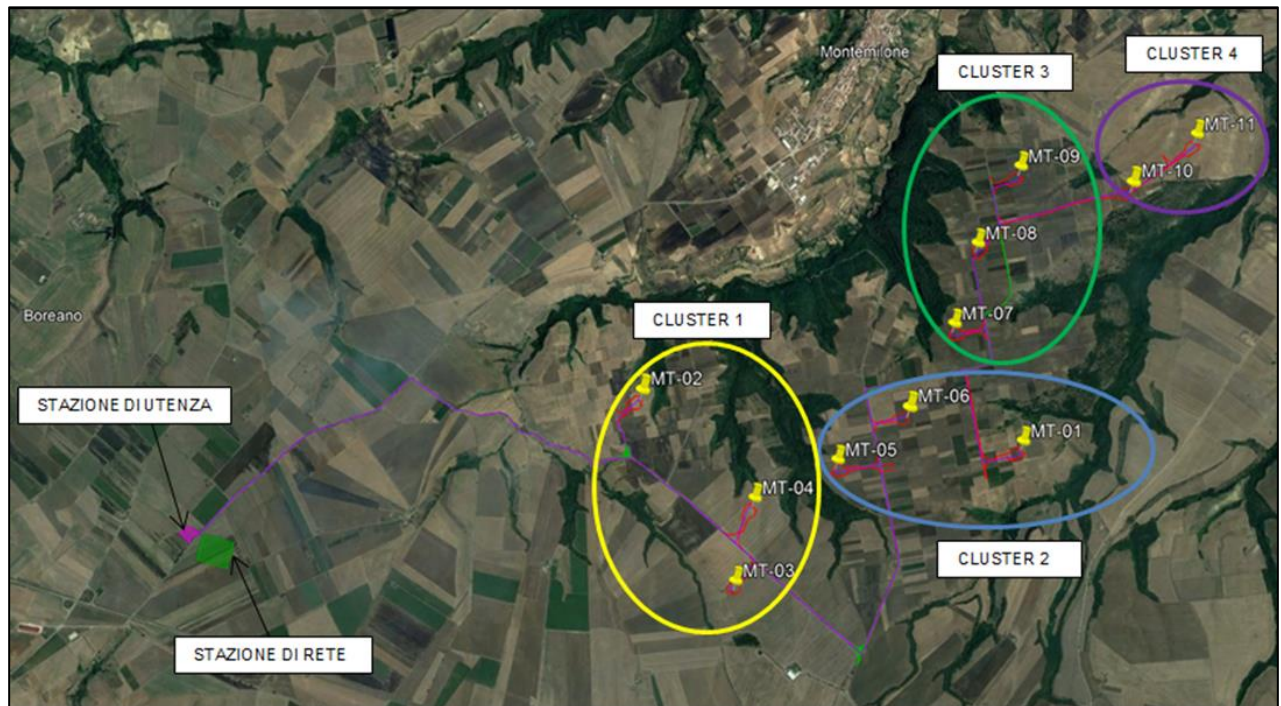 Montemilone
CLUSTER 4
CLUSTER 3
MT-11
MT-09
MT-10
MT-08
Boreano
CLUSTER 1
MT-07
MT-02
STAZIONE DI UTENZA
MT-06
MT-01
MT-05
MT-04
CLUSTER 2
MT-03
STAZIONE DI RETE